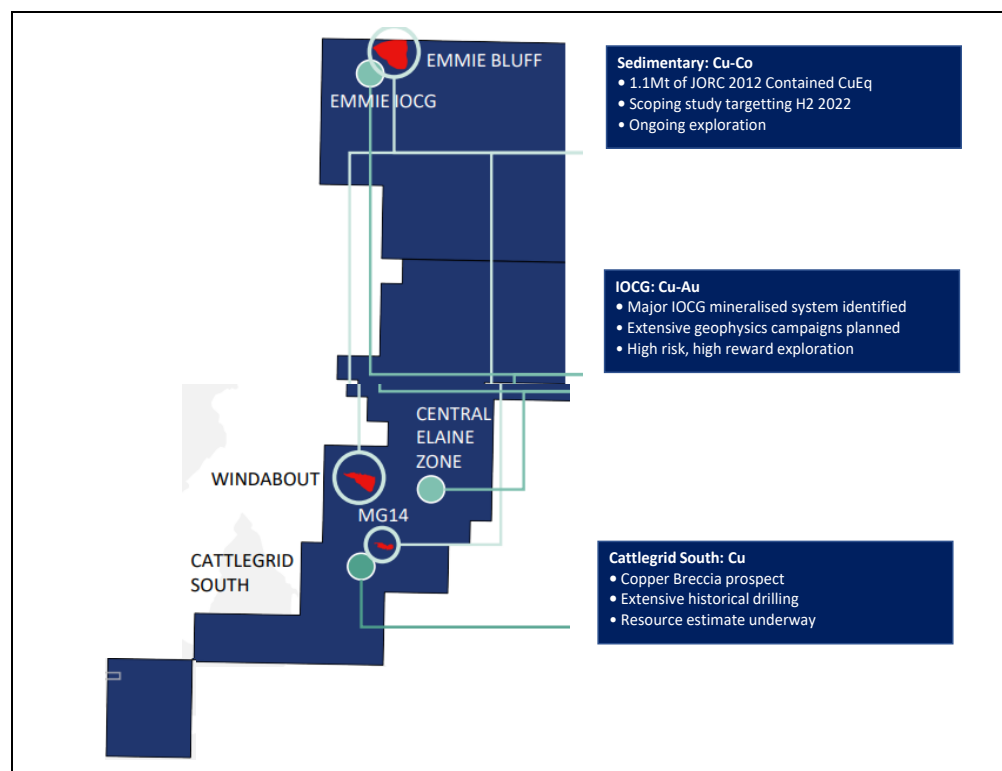 EMMIE BLUFF
EMMIE IOCG
Sedimentary: Cu-Co
• 1.1Mt of JORC 2012 Contained CuEq
• Scoping study targetting H2 2022
• Ongoing exploration
IOCG: Cu-Au
• Major IOCG mineralised system identified
• Extensive geophysics campaigns planned
• High risk, high reward exploration
CENTRAL
ELAINE
ZONE
WINDABOUT
MG14
CATTLEGRID
SOUTH
Cattlegrid South: Cu
• Copper Breccia prospect
• Extensive historical drilling
• Resource estimate underway